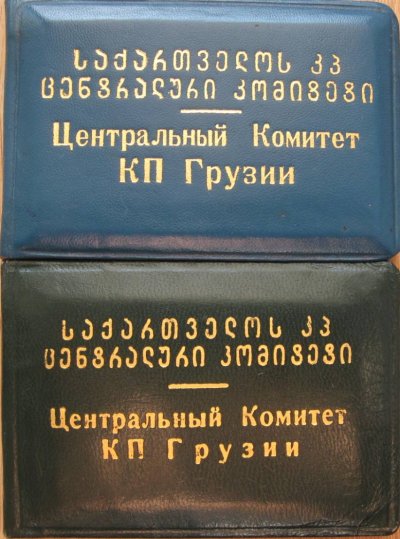 საქართველოს კპ
ცენტრალური კომიტეტი
Центральный Комитет
КП Грузии
საქართველოს კპ
ცენტრალური კომიტეტი
Центральный Комитет
КП Грузии